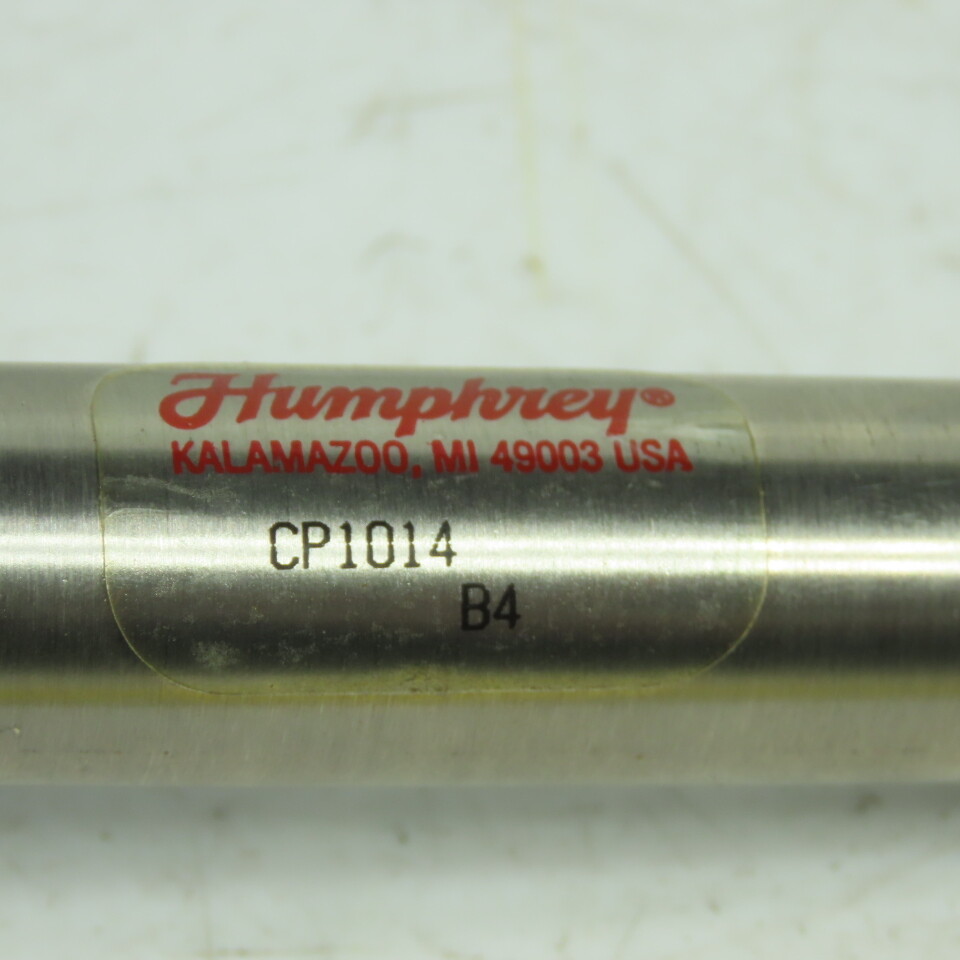 Humphrey®
KALAMAZOO, MI 49003 USA
CP1014
B4